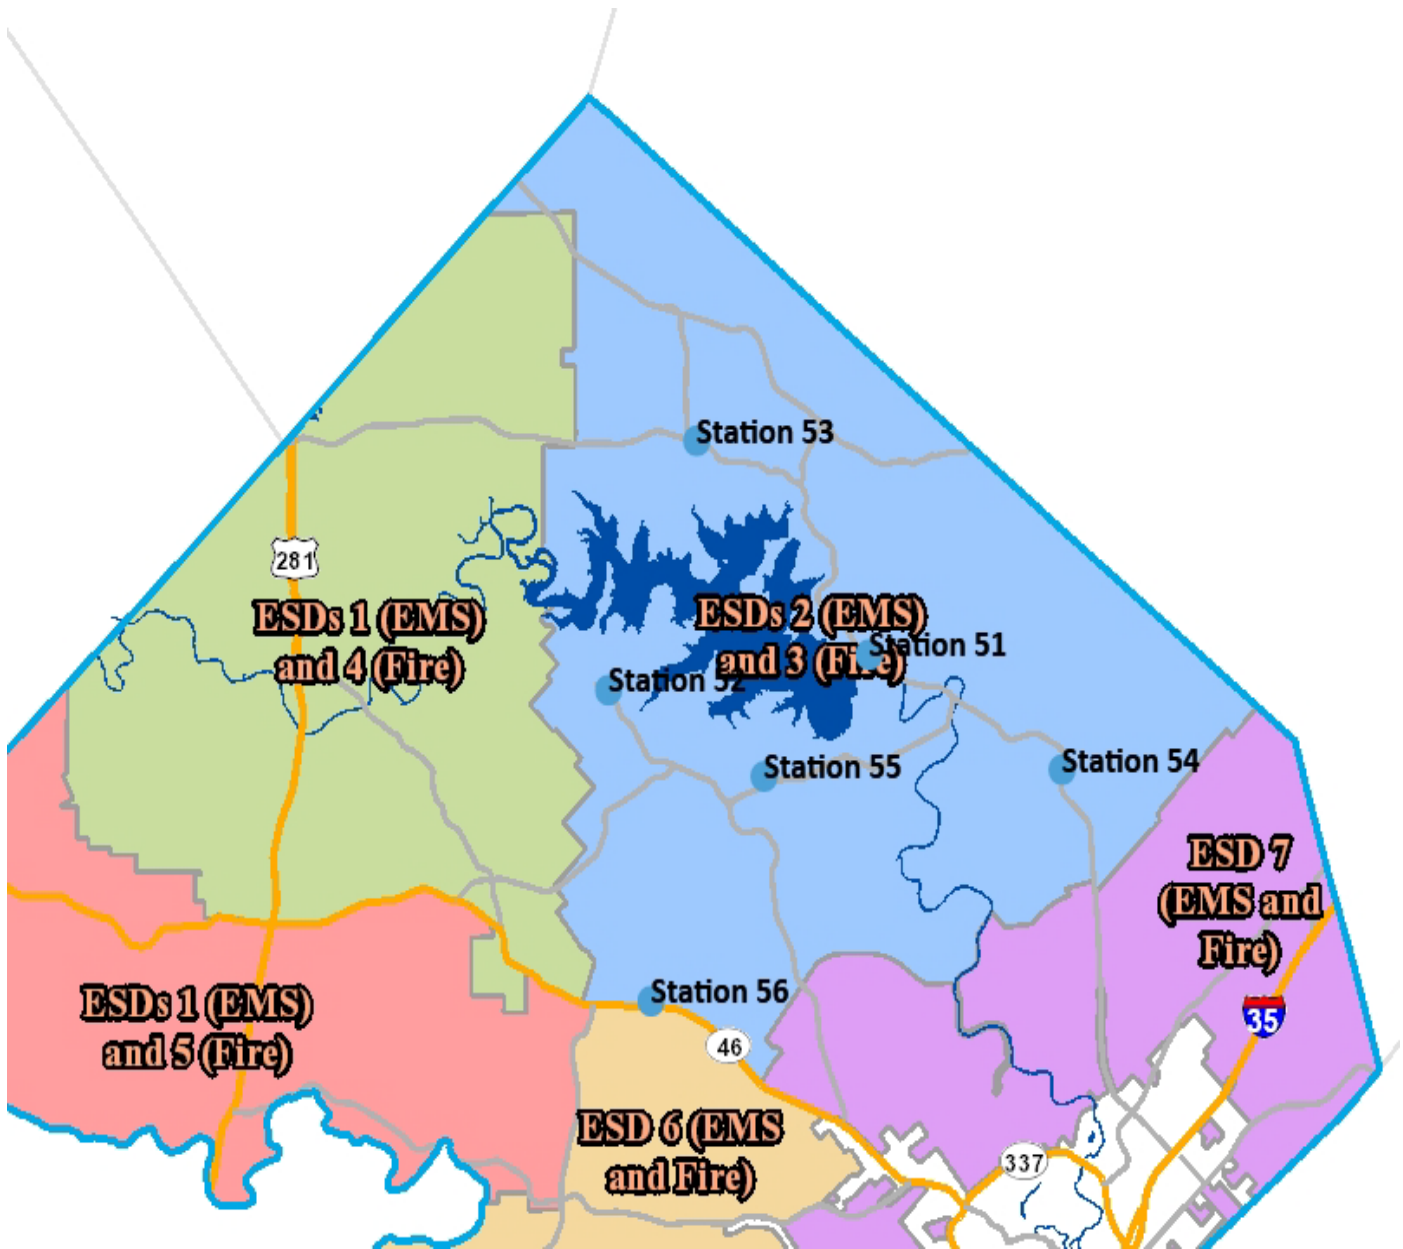 Station 53
281
ESDs 1 (EMS)
and 4 (Fire)
ESDs 2 (EMS)
and 3 (Fire)
Station 51
Station 52
Station 55
Station 54
ESD 7
(EMS and
Fire)
ESDs 1 (EMS)
and 5 (Fire)
Station 56
46
35
ESD 6 (EMS
and Fire)
337